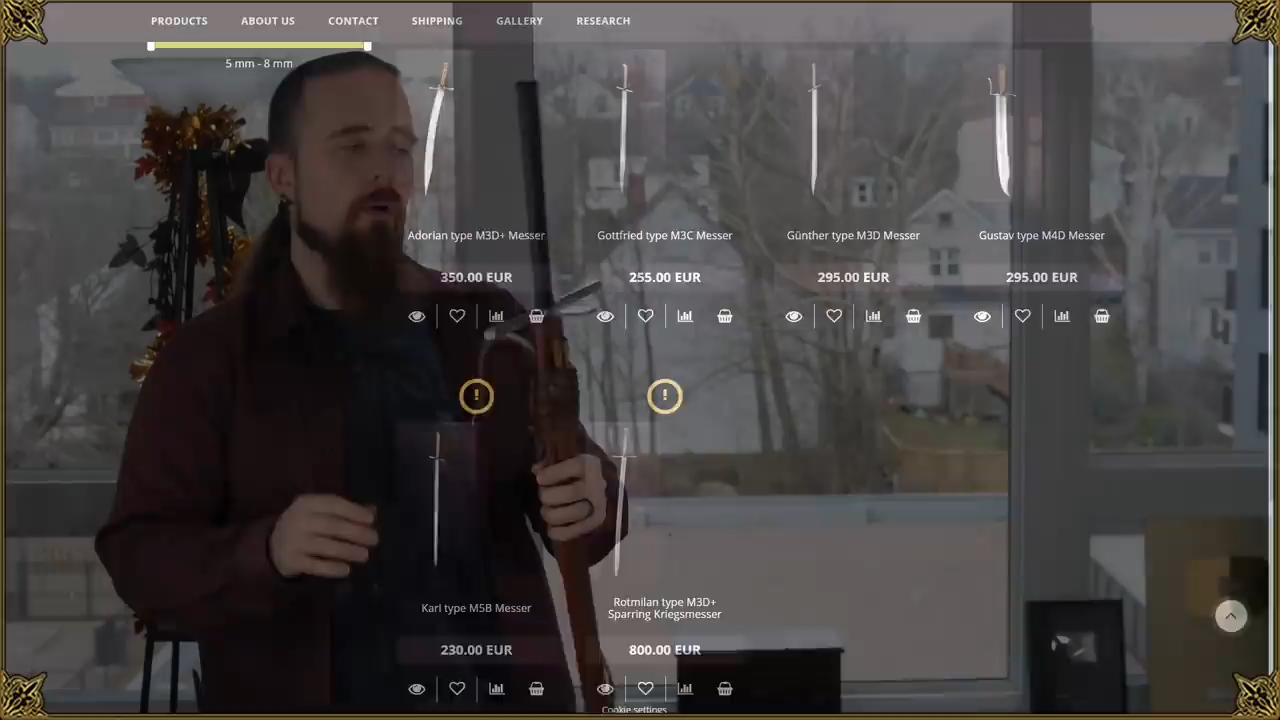 PRODUCTS ABOUT US CONTACT SHIPPING GALLERY RESEARCH
5 mm - 8 mm
Adorian type M3D+ Messer
350.00 EUR
Gottfried type M3C Messer
255.00 EUR
Günther type M3D Messer
295.00 EUR
Gustav type M4D Messer
295.00 EUR
Karl type M5B Messer
230.00 EUR
Rotmilan type M3D+
Sparring Kriegsmesser
800.00 EUR
Cookie settings